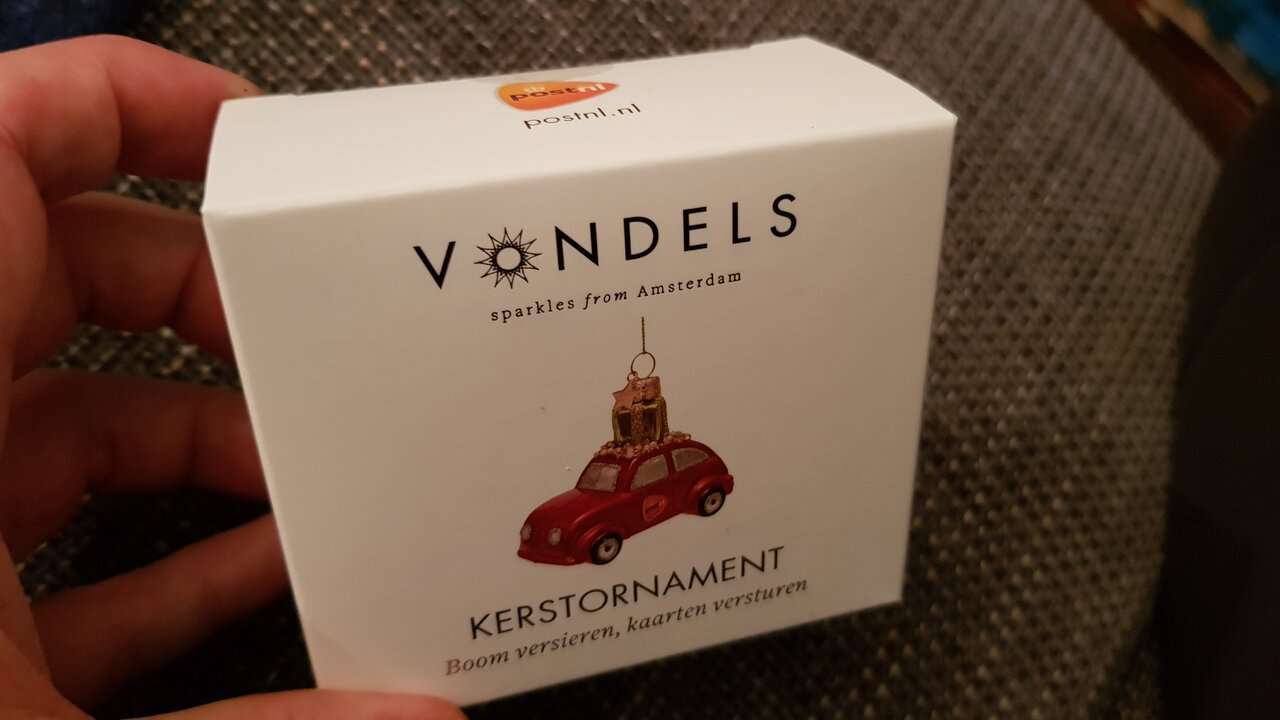 postnl
postnl.nl
VONDELS
sparkles from Amsterdam
KERSTORNAMENT
Boom versieren, kaarten versturen